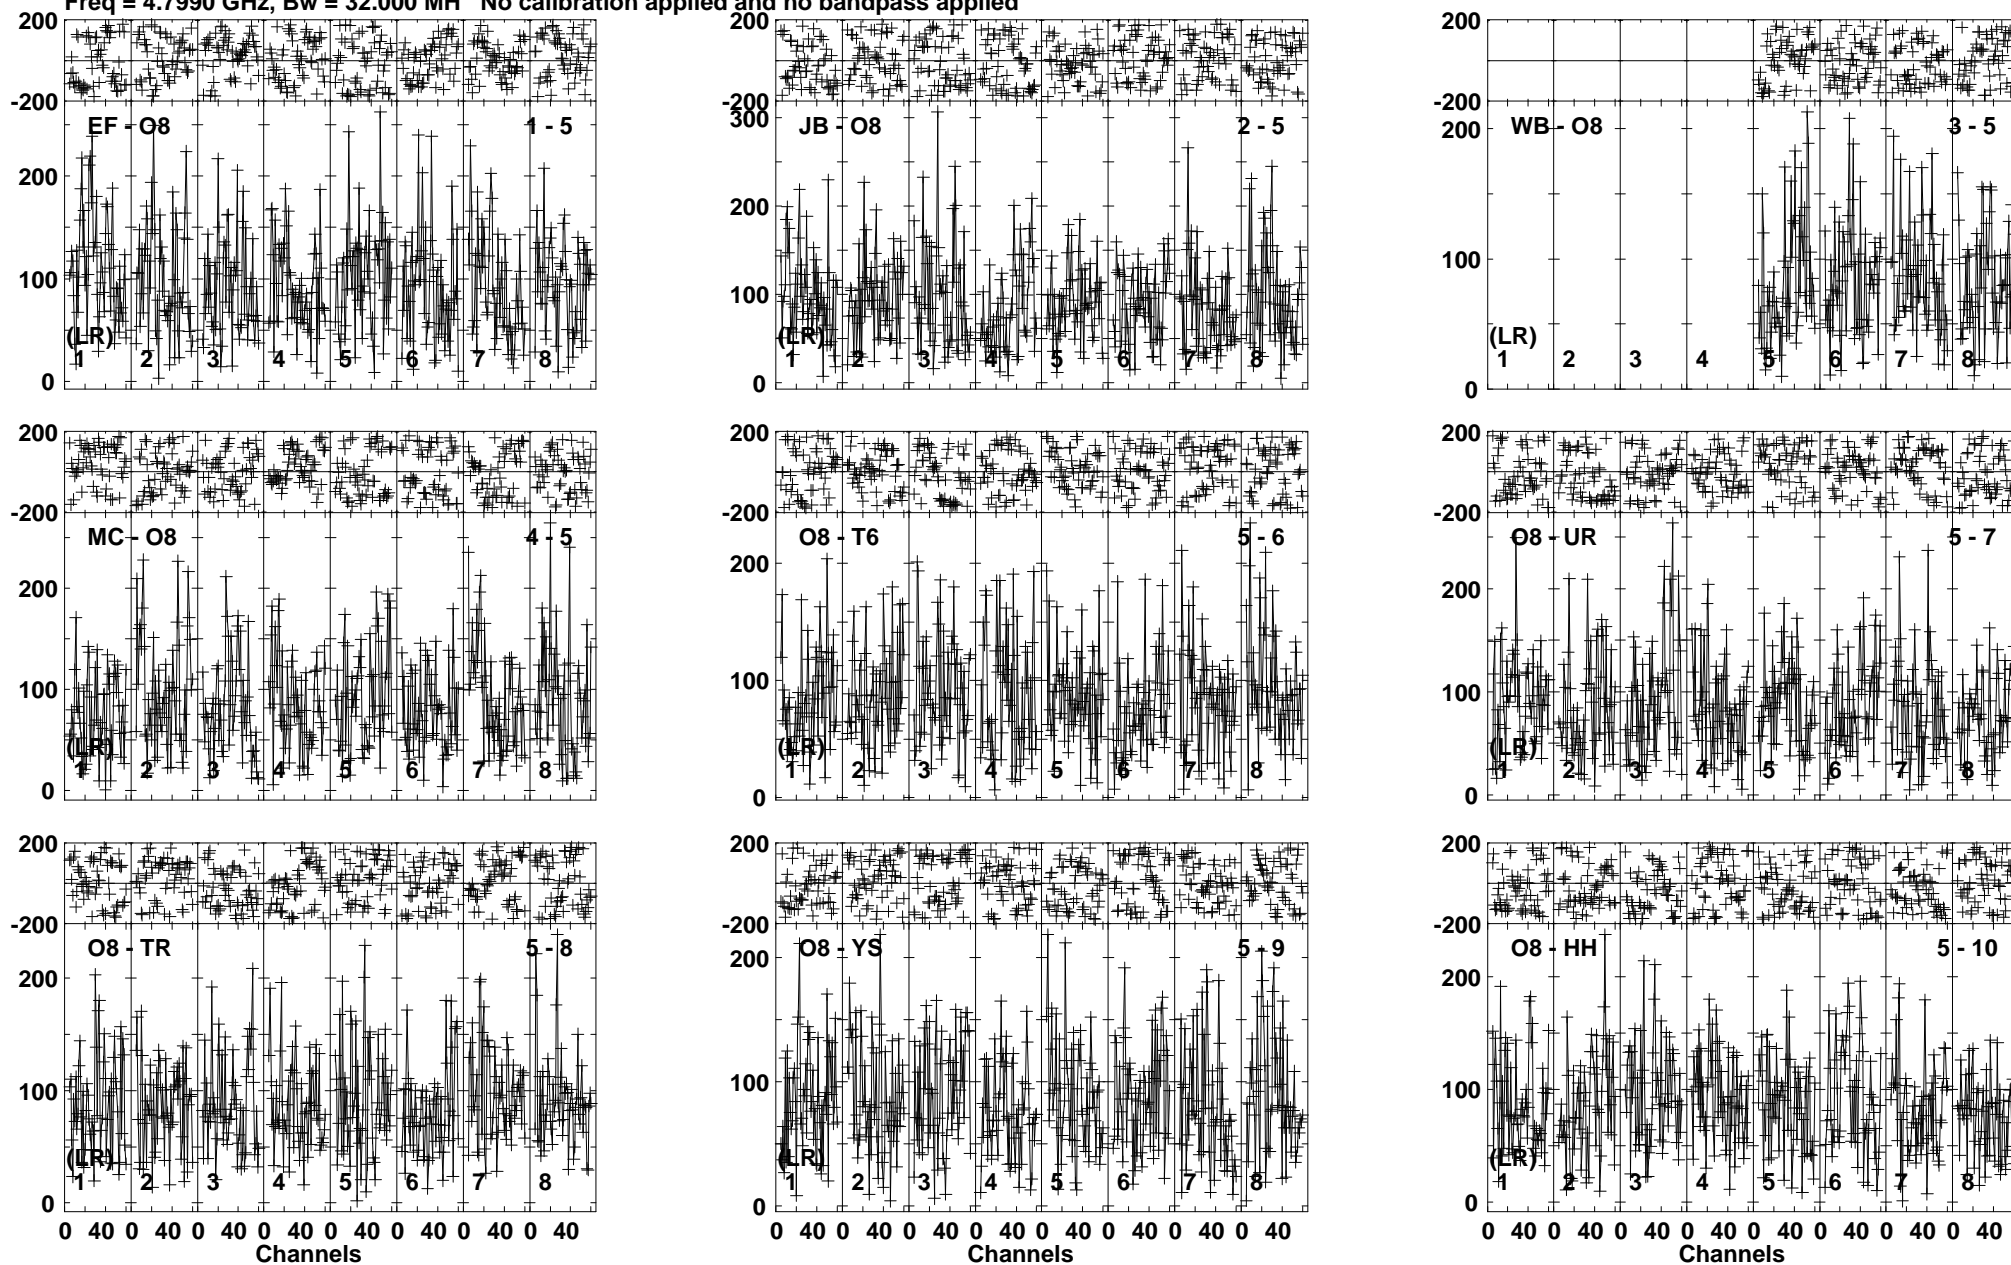 Freq = 4.7990 GHz, Bw = 32.000 MH No calibration applied and no bandpass applied
200 200 200
-200 -200 -200
EF - O8 1 - 5 300 JB - O8 2 - 5 WB - O8 3 - 5
200 200 200
100 100 100
(LR) (LR) (LR)
1 2 3 4 5 6 7 8 1 2 3 4 5 6 7 8 1 2 3 4 5 6 7 8
0 0 0
200 200 200
-200 -200 -200
MC - O8 4 - 5 O8 - T6 5 - 6 O8 - UR 5 - 7
200 200 200
100 100 100
(LR) (LR) (LR)
1 2 3 4 5 6 7 8 1 2 3 4 5 6 7 8 1 2 3 4 5 6 7 8
0 0 0
200 200 200
-200 -200 -200
O8 - TR 5 - 8 O8 - YS 5 - 9 O8 - HH 5 - 10
200 200 200
100 100 100
(LR) (LR) (LR)
1 2 3 4 5 6 7 8 1 2 3 4 5 6 7 8 1 2 3 4 5 6 7 8
0 0 0
0 40 0 40 0 40 0 40 0 40 0 40 0 40 0 40 0 40 0 40 0 40 0 40 0 40 0 40 0 40 0 40 0 40 0 40 0 40 0 40 0 40 0 40 0 40 0 40
Channels Channels Channels